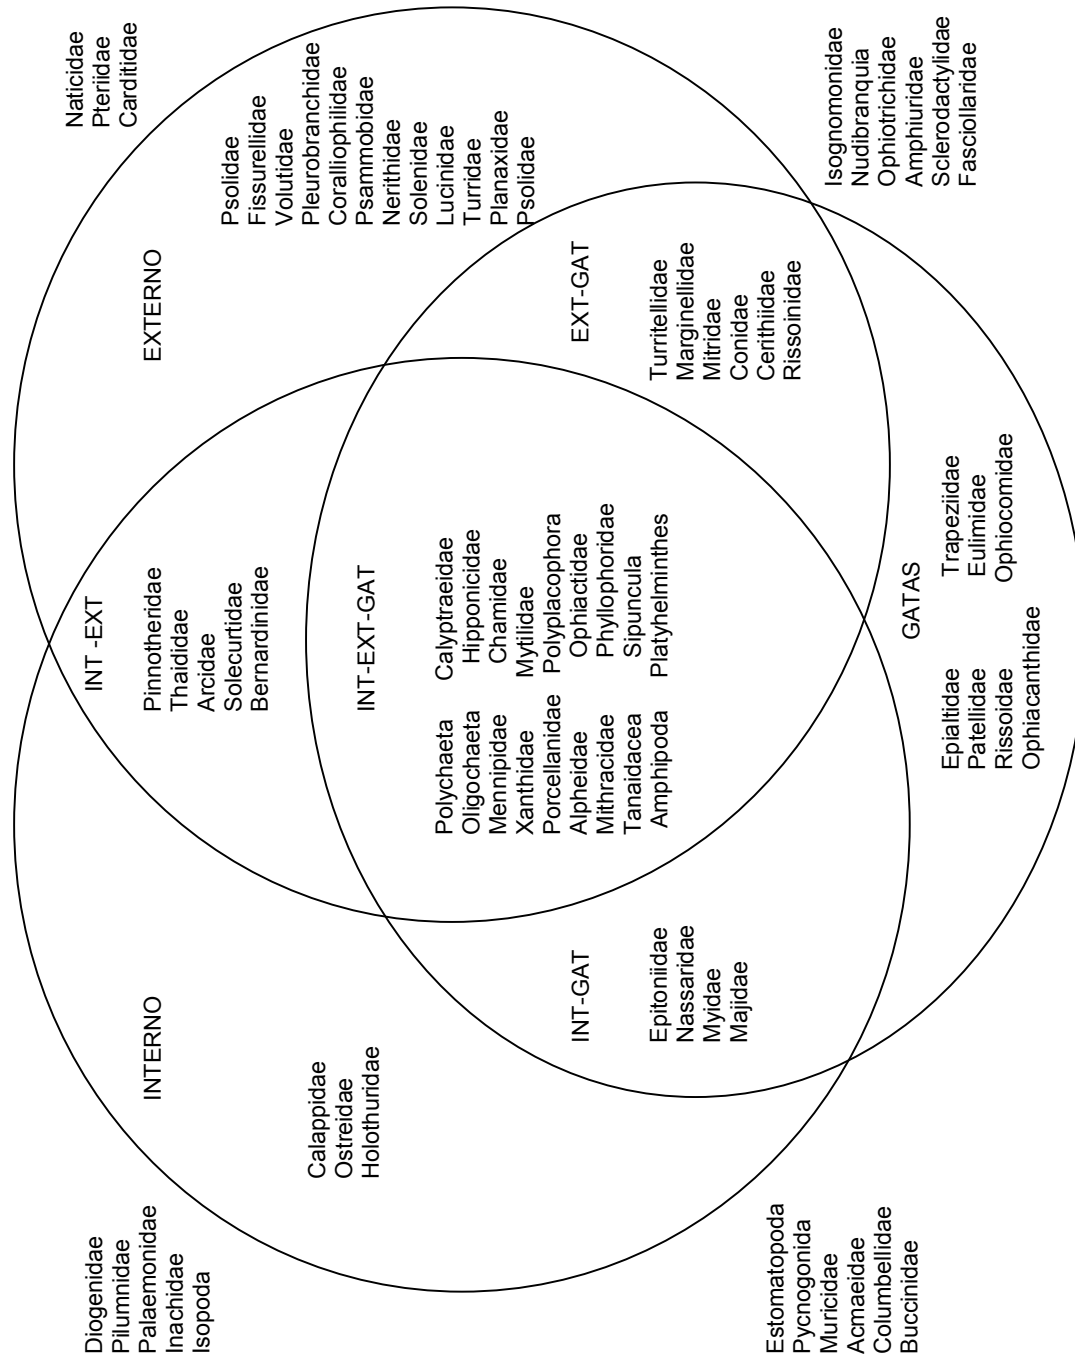 Diogenidae
Pilumnidae
Palaemonidae
Inachidae
Isopoda
INTERNO
Calappidae
Ostreidae
Holothuridae
INT -EXT
Pinnotheridae
Thaididae
Arcidae
Solecurtidae
Bernardinidae
EXTERNO
Psolidae
Fissurellidae
Volutidae
Pleurobranchidae
Coralliophilidae
Psammobidae
Nerithidae
Solenidae
Lucinidae
Turridae
Planaxidae
Psolidae
Naticidae
Pteriidae
Carditidae
INT-EXT-GAT
Polychaeta
Oligochaeta
Mennipidae
Xanthidae
Porcellanidae
Alpheidae
Mithracidae
Tanaidacea
Amphipoda
Calyptraeidae
Hipponicidae
Chamidae
Mytilidae
Polyplacophora
Ophiactidae
Phyllophoridae
Sipuncula
Platyhelminthes
INT-GAT
Epitoniidae
Nassaridae
Myidae
Majidae
EXT-GAT
Turritellidae
Marginellidae
Mitridae
Conidae
Cerithiidae
Rissoinidae
Estomatopoda
Pycnogonida
Muricidae
Acmaeidae
Columbellidae
Buccinidae
GATAS
Epialtidae
Patellidae
Rissoidae
Ophiacanthidae
Trapeziidae
Eulimidae
Ophiocomidae
Isognomonidae
Nudibranquia
Ophiotrichidae
Amphiuridae
Sclerodactylidae
Fasciollaridae